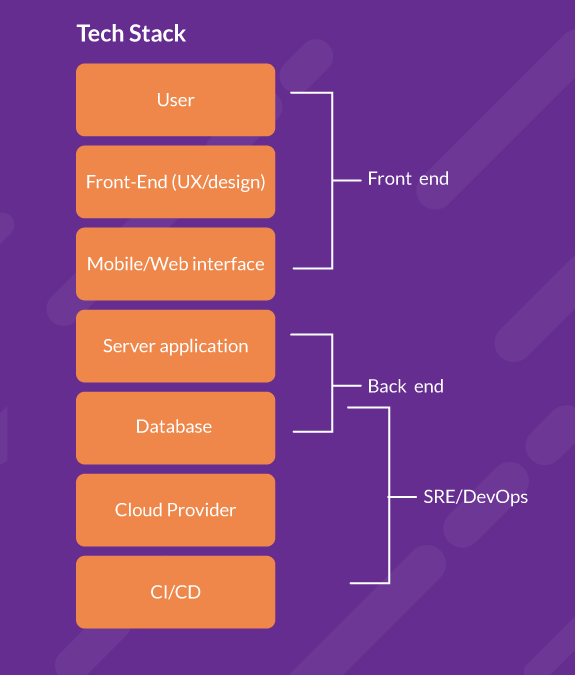 Tech Stack
User
Front-End (UX/design)
Front end
Mobile/Web interface
Server application
Back end
Database
SRE/DevOps
Cloud Provider
CI/CD